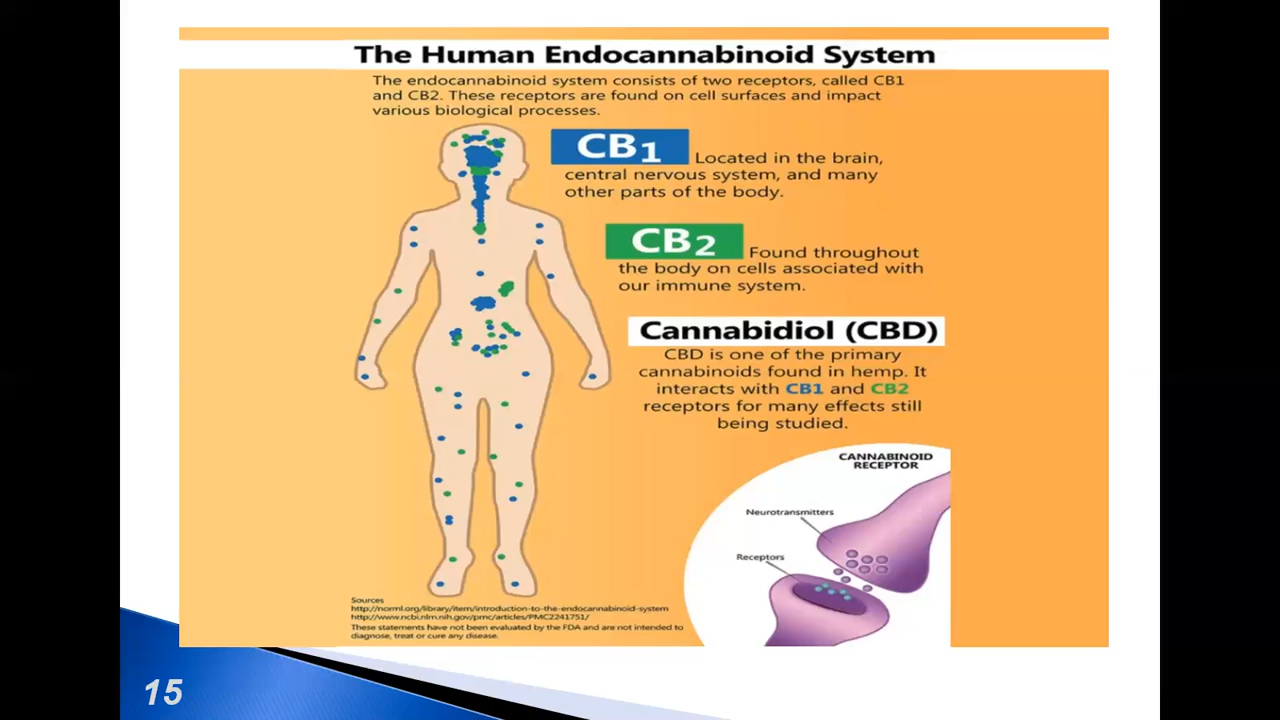 The Human Endocannabinoid System
The endocannabinoid system consists of two receptors, called CB1
and CB2. These receptors are found on cell surfaces and impact
various biological processes.
CB1 Located in the brain,
central nervous system, and many
other parts of the body.
CB2 Found throughout
the body on cells associated with
our immune system.
Cannabidiol (CBD)
CBD is one of the primary
cannabinoids found in hemp. It
interacts with CB1 and CB2
receptors for many effects still
being studied.
CANNABINOID
RECEPTOR
Neurotransmitters
Receptors
Sources
http://norml.org/library/item/introduction-to-the-endocannabinoid-system
http://www.ncbi.nlm.nih.gov/pmc/articles/PMC2241751/
These statements have not been evaluated by the FDA and are not intended to
diagnose, treat or cure any disease.
15